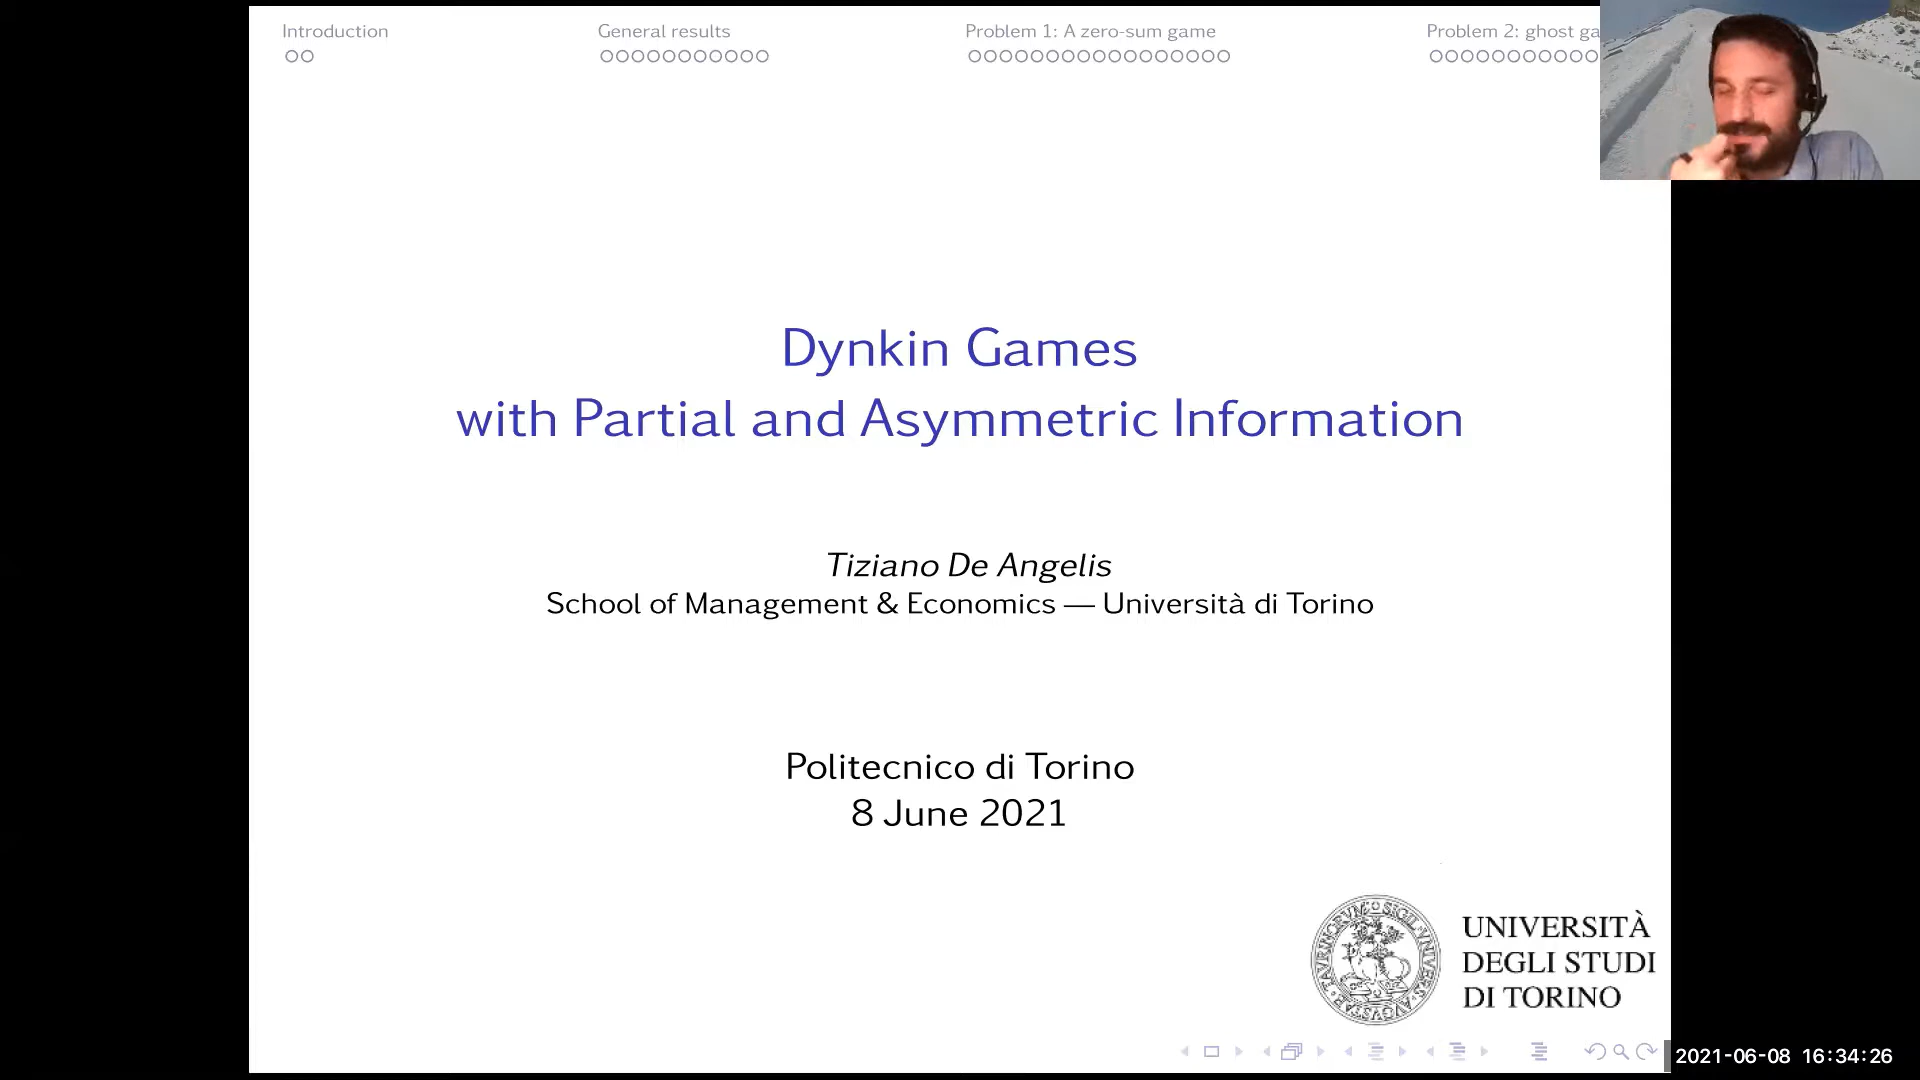 Introduction
General results
Problem 1: A zero-sum game
Problem 2: ghost ga
Dynkin Games
with Partial and Asymmetric Information
Tiziano De Angelis
School of Management & Economics — Università di Torino
Politecnico di Torino
8 June 2021
UNIVERSITÀ
DEGLI STUDI
DI TORINO
2021-06-08 16:34:26